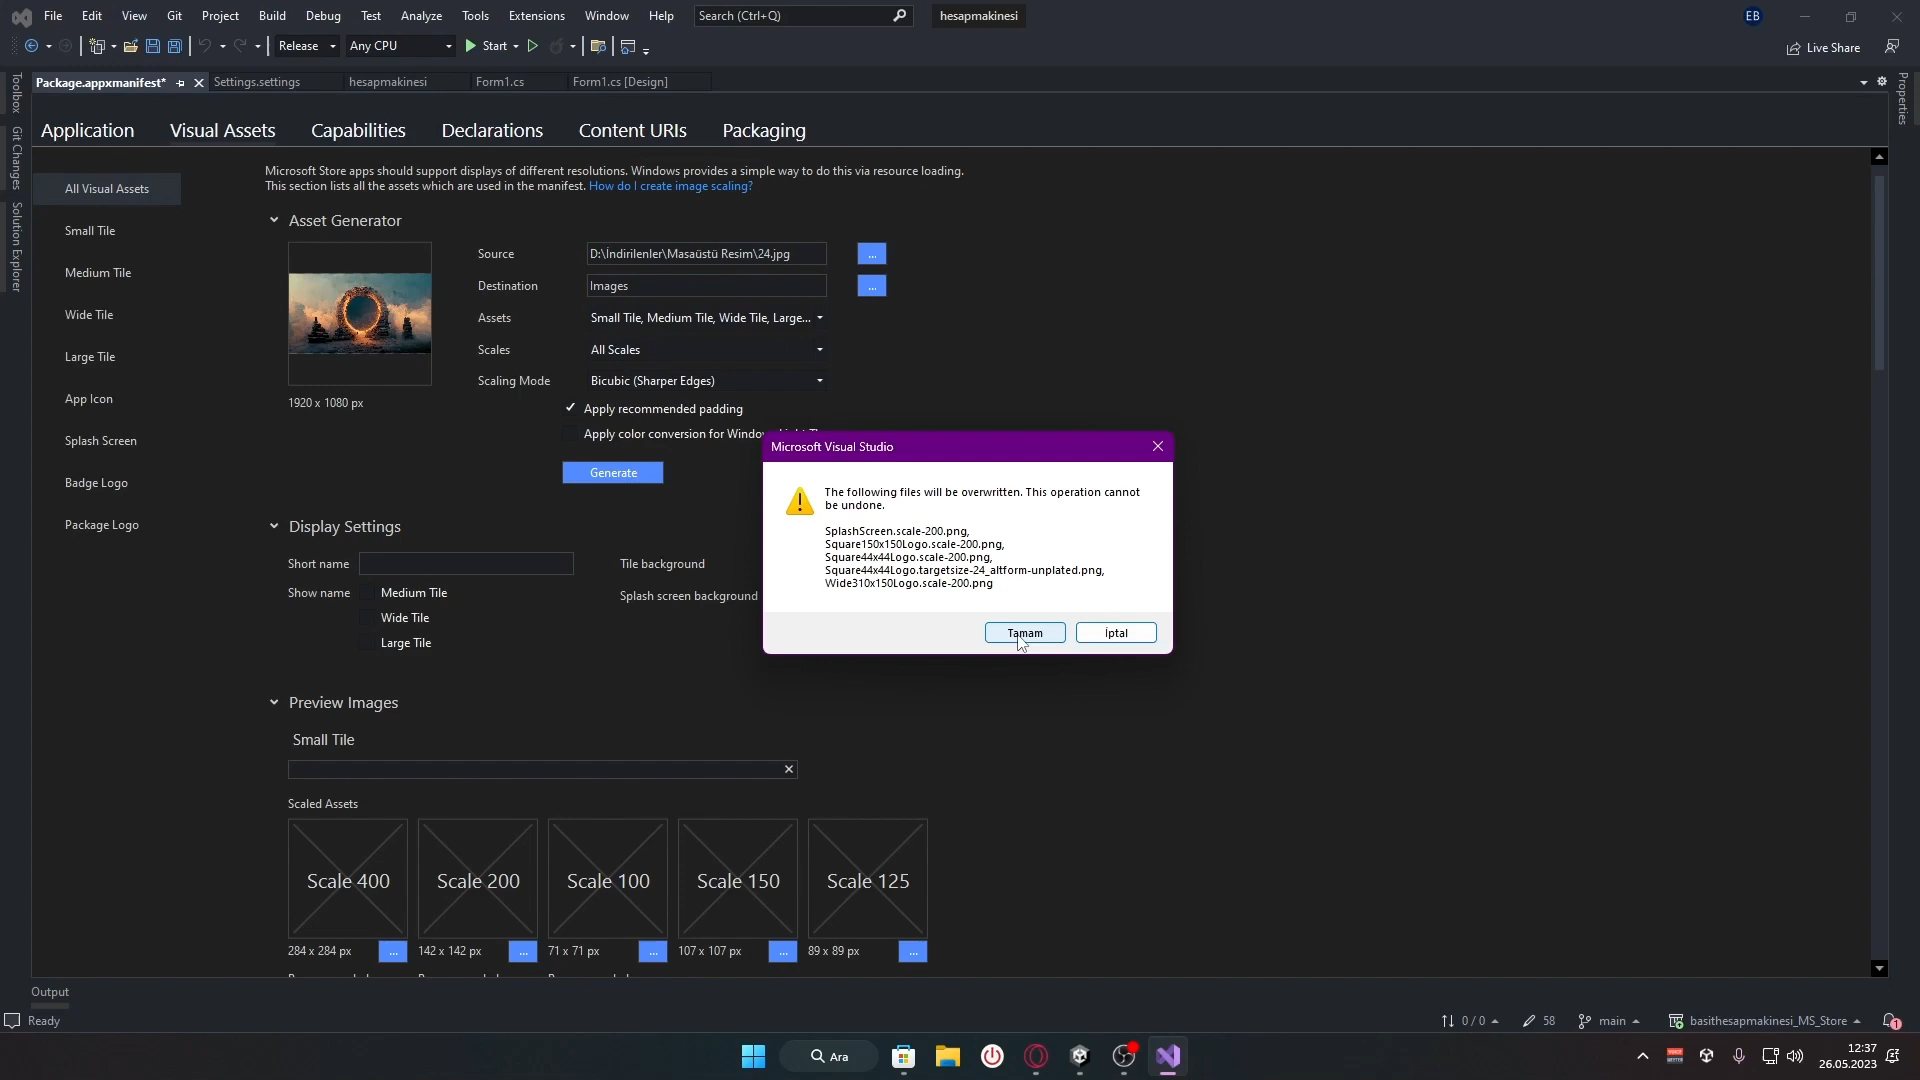 File Edit View Git Project Build Debug Test Analyze Tools Extensions Window Help Search (Ctrl+Q) hesapmakinesi EB
Release Any CPU Start Live Share
Package.appxmanifest* Settings.settings hesapmakinesi Form1.cs Form1.cs [Design]
Toolbox
Git Changes
Solution Explorer
Properties
Application Visual Assets Capabilities Declarations Content URIs Packaging
All Visual Assets
Small Tile
Medium Tile
Wide Tile
Large Tile
App Icon
Splash Screen
Badge Logo
Package Logo
Microsoft Store apps should support displays of different resolutions. Windows provides a simple way to do this via resource loading.
This section lists all the assets which are used in the manifest. How do I create image scaling?
Asset Generator
Source D:\İndirilenler\Masaüstü Resim\24.jpg ...
Destination Images ...
Assets Small Tile, Medium Tile, Wide Tile, Large...
Scales All Scales
Scaling Mode Bicubic (Sharper Edges)
1920 x 1080 px
Apply recommended padding
Apply color conversion for Windo
Generate
Microsoft Visual Studio
The following files will be overwritten. This operation cannot
be undone.
SplashScreen.scale-200.png,
Square150x150Logo.scale-200.png,
Square44x44Logo.scale-200.png,
Square44x44Logo.targetsize-24_altform-unplated.png,
Wide310x150Logo.scale-200.png
Tamam İptal
Display Settings
Short name Tile background
Show name Medium Tile Splash screen background
Wide Tile
Large Tile
Preview Images
Small Tile
Scaled Assets
Scale 400 Scale 200 Scale 100 Scale 150 Scale 125
284 x 284 px ... 142 x 142 px ... 71 x 71 px ... 107 x 107 px ... 89 x 89 px ...
Output
Ready 0 / 0 58 main basithesapmakinesi_MS_Store 1
Ara 12:37
26.05.2023